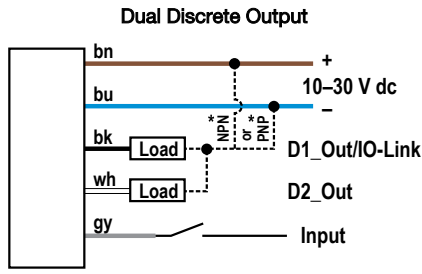 Dual Discrete Output
bn
+
10–30 V dc
bu
–
*
NPN
or
*
PNP
bk
Load
D1_Out/IO-Link
wh
Load
D2_Out
gy
Input